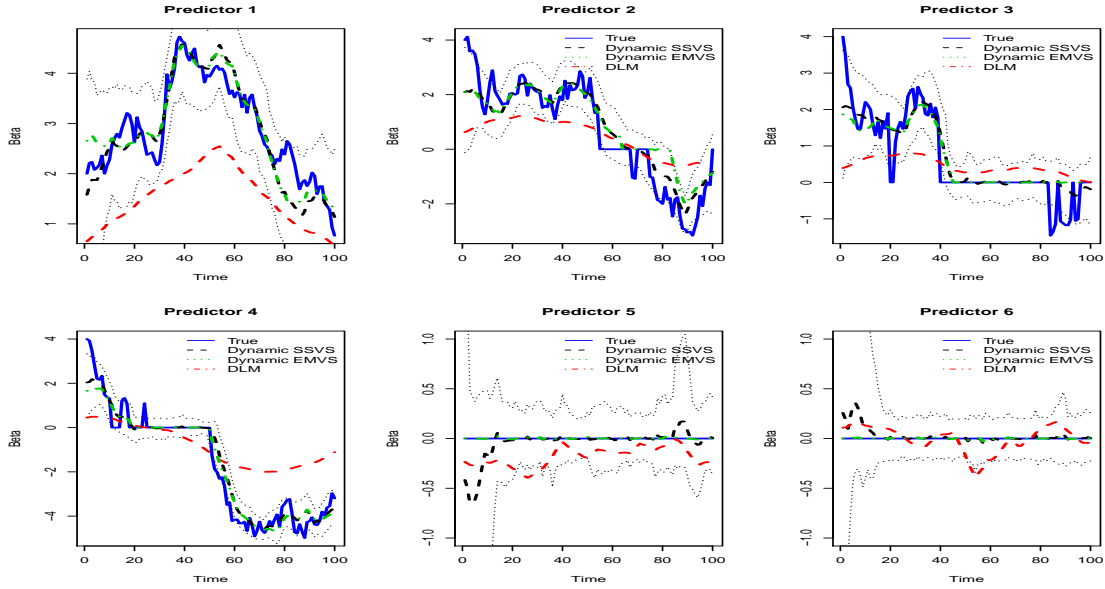 Predictor 1
Beta
1
2
3
4
0 20 40 60 80 100
Time
Predictor 2
Beta
-2
0
2
4
0 20 40 60 80 100
Time
True
Dynamic SSVS
Dynamic EMVS
DLM
Predictor 3
Beta
-1
0
1
2
3
4
0 20 40 60 80 100
Time
True
Dynamic SSVS
Dynamic EMVS
DLM
Predictor 4
Beta
-4
-2
0
2
4
0 20 40 60 80 100
Time
True
Dynamic SSVS
Dynamic EMVS
DLM
Predictor 5
Beta
-1.0
-0.5
0.0
0.5
1.0
0 20 40 60 80 100
Time
True
Dynamic SSVS
Dynamic EMVS
DLM
Predictor 6
Beta
-1.0
-0.5
0.0
0.5
1.0
0 20 40 60 80 100
Time
True
Dynamic SSVS
Dynamic EMVS
DLM